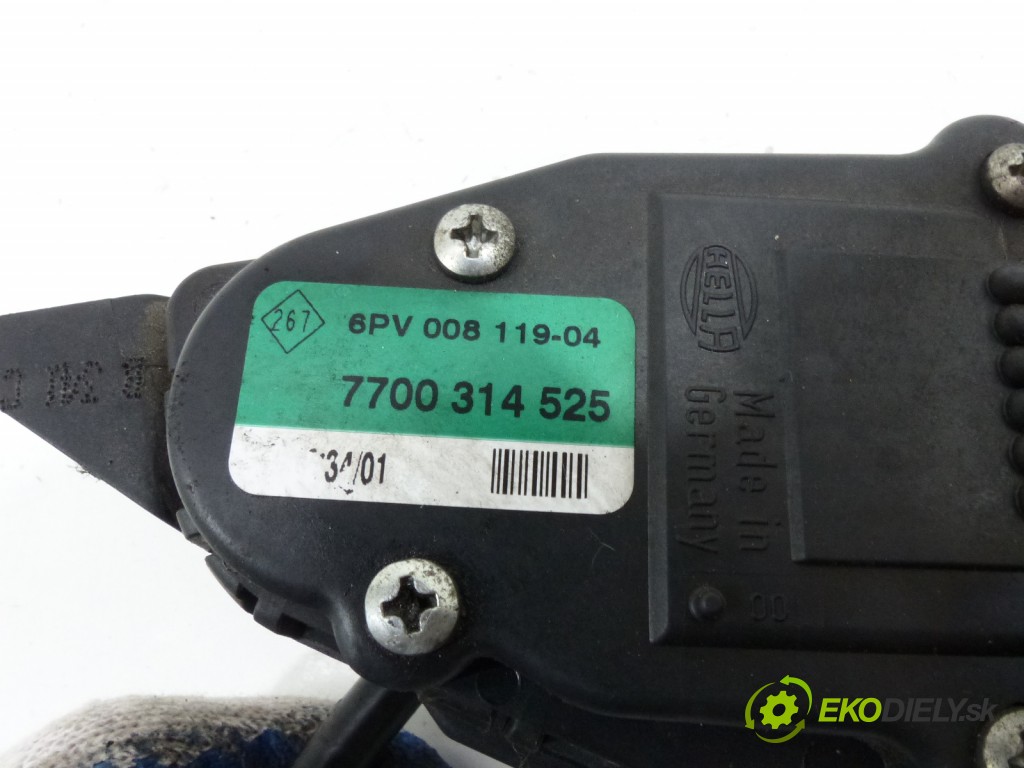 267
6PV 008 119-04
7700 314 525
34/01
HELLA
Made in
Germany
EKODIELY.sk